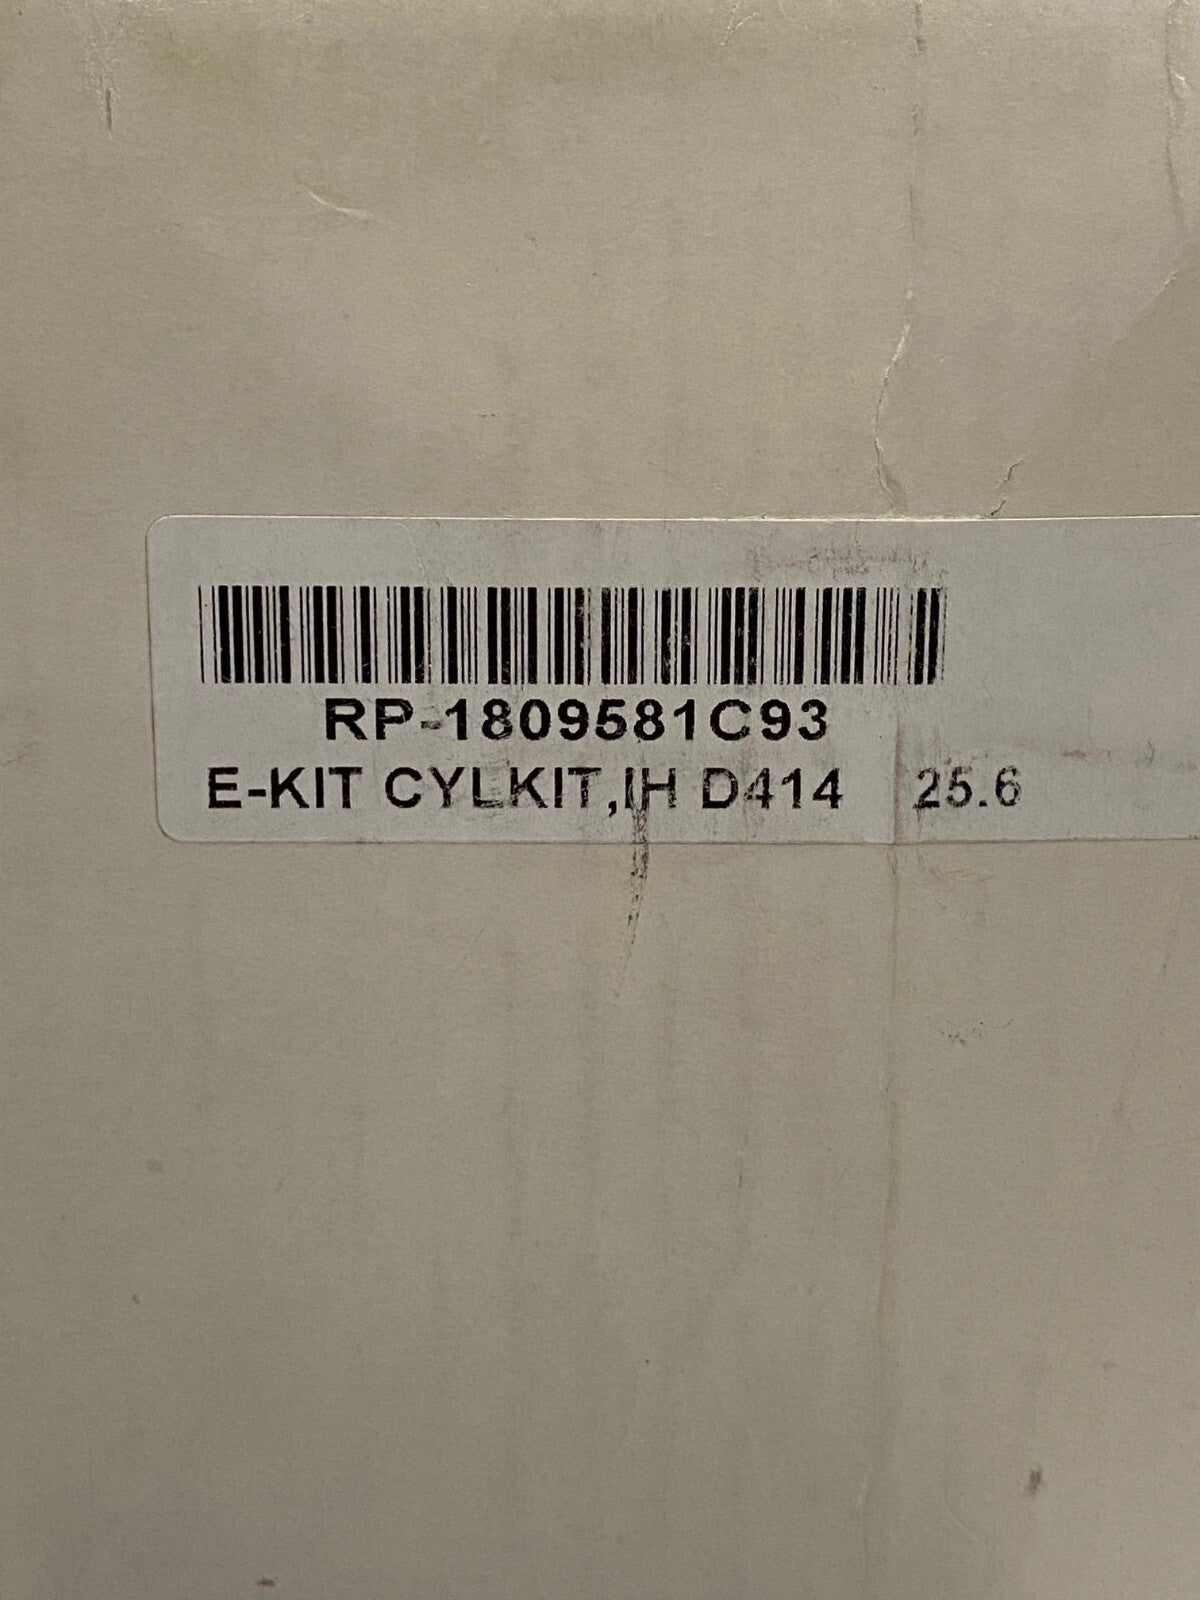 RP-1809581C93
E-KIT CYLKIT,IH D414 25.6